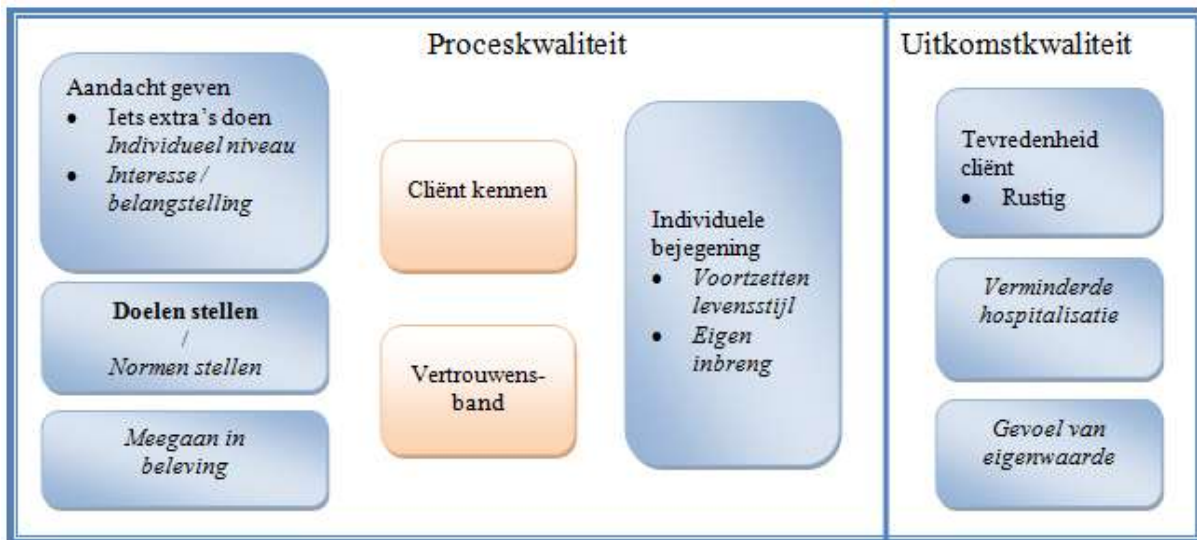 Proceskwaliteit
Aandacht geven
• Iets extra's doen
Individueel niveau
• Interesse /
belangstelling
Doelen stellen
/
Normen stellen
Meegaan in
beleving
Cliënt kennen
Vertrouwens-
band
Individuele
bejegening
• Voortzetten
levensstijl
• Eigen
inbreng
Uitkomstkwaliteit
Tevredenheid
cliënt
• Rustig
Verminderde
hospitalisatie
Gevoel van
eigenwaarde